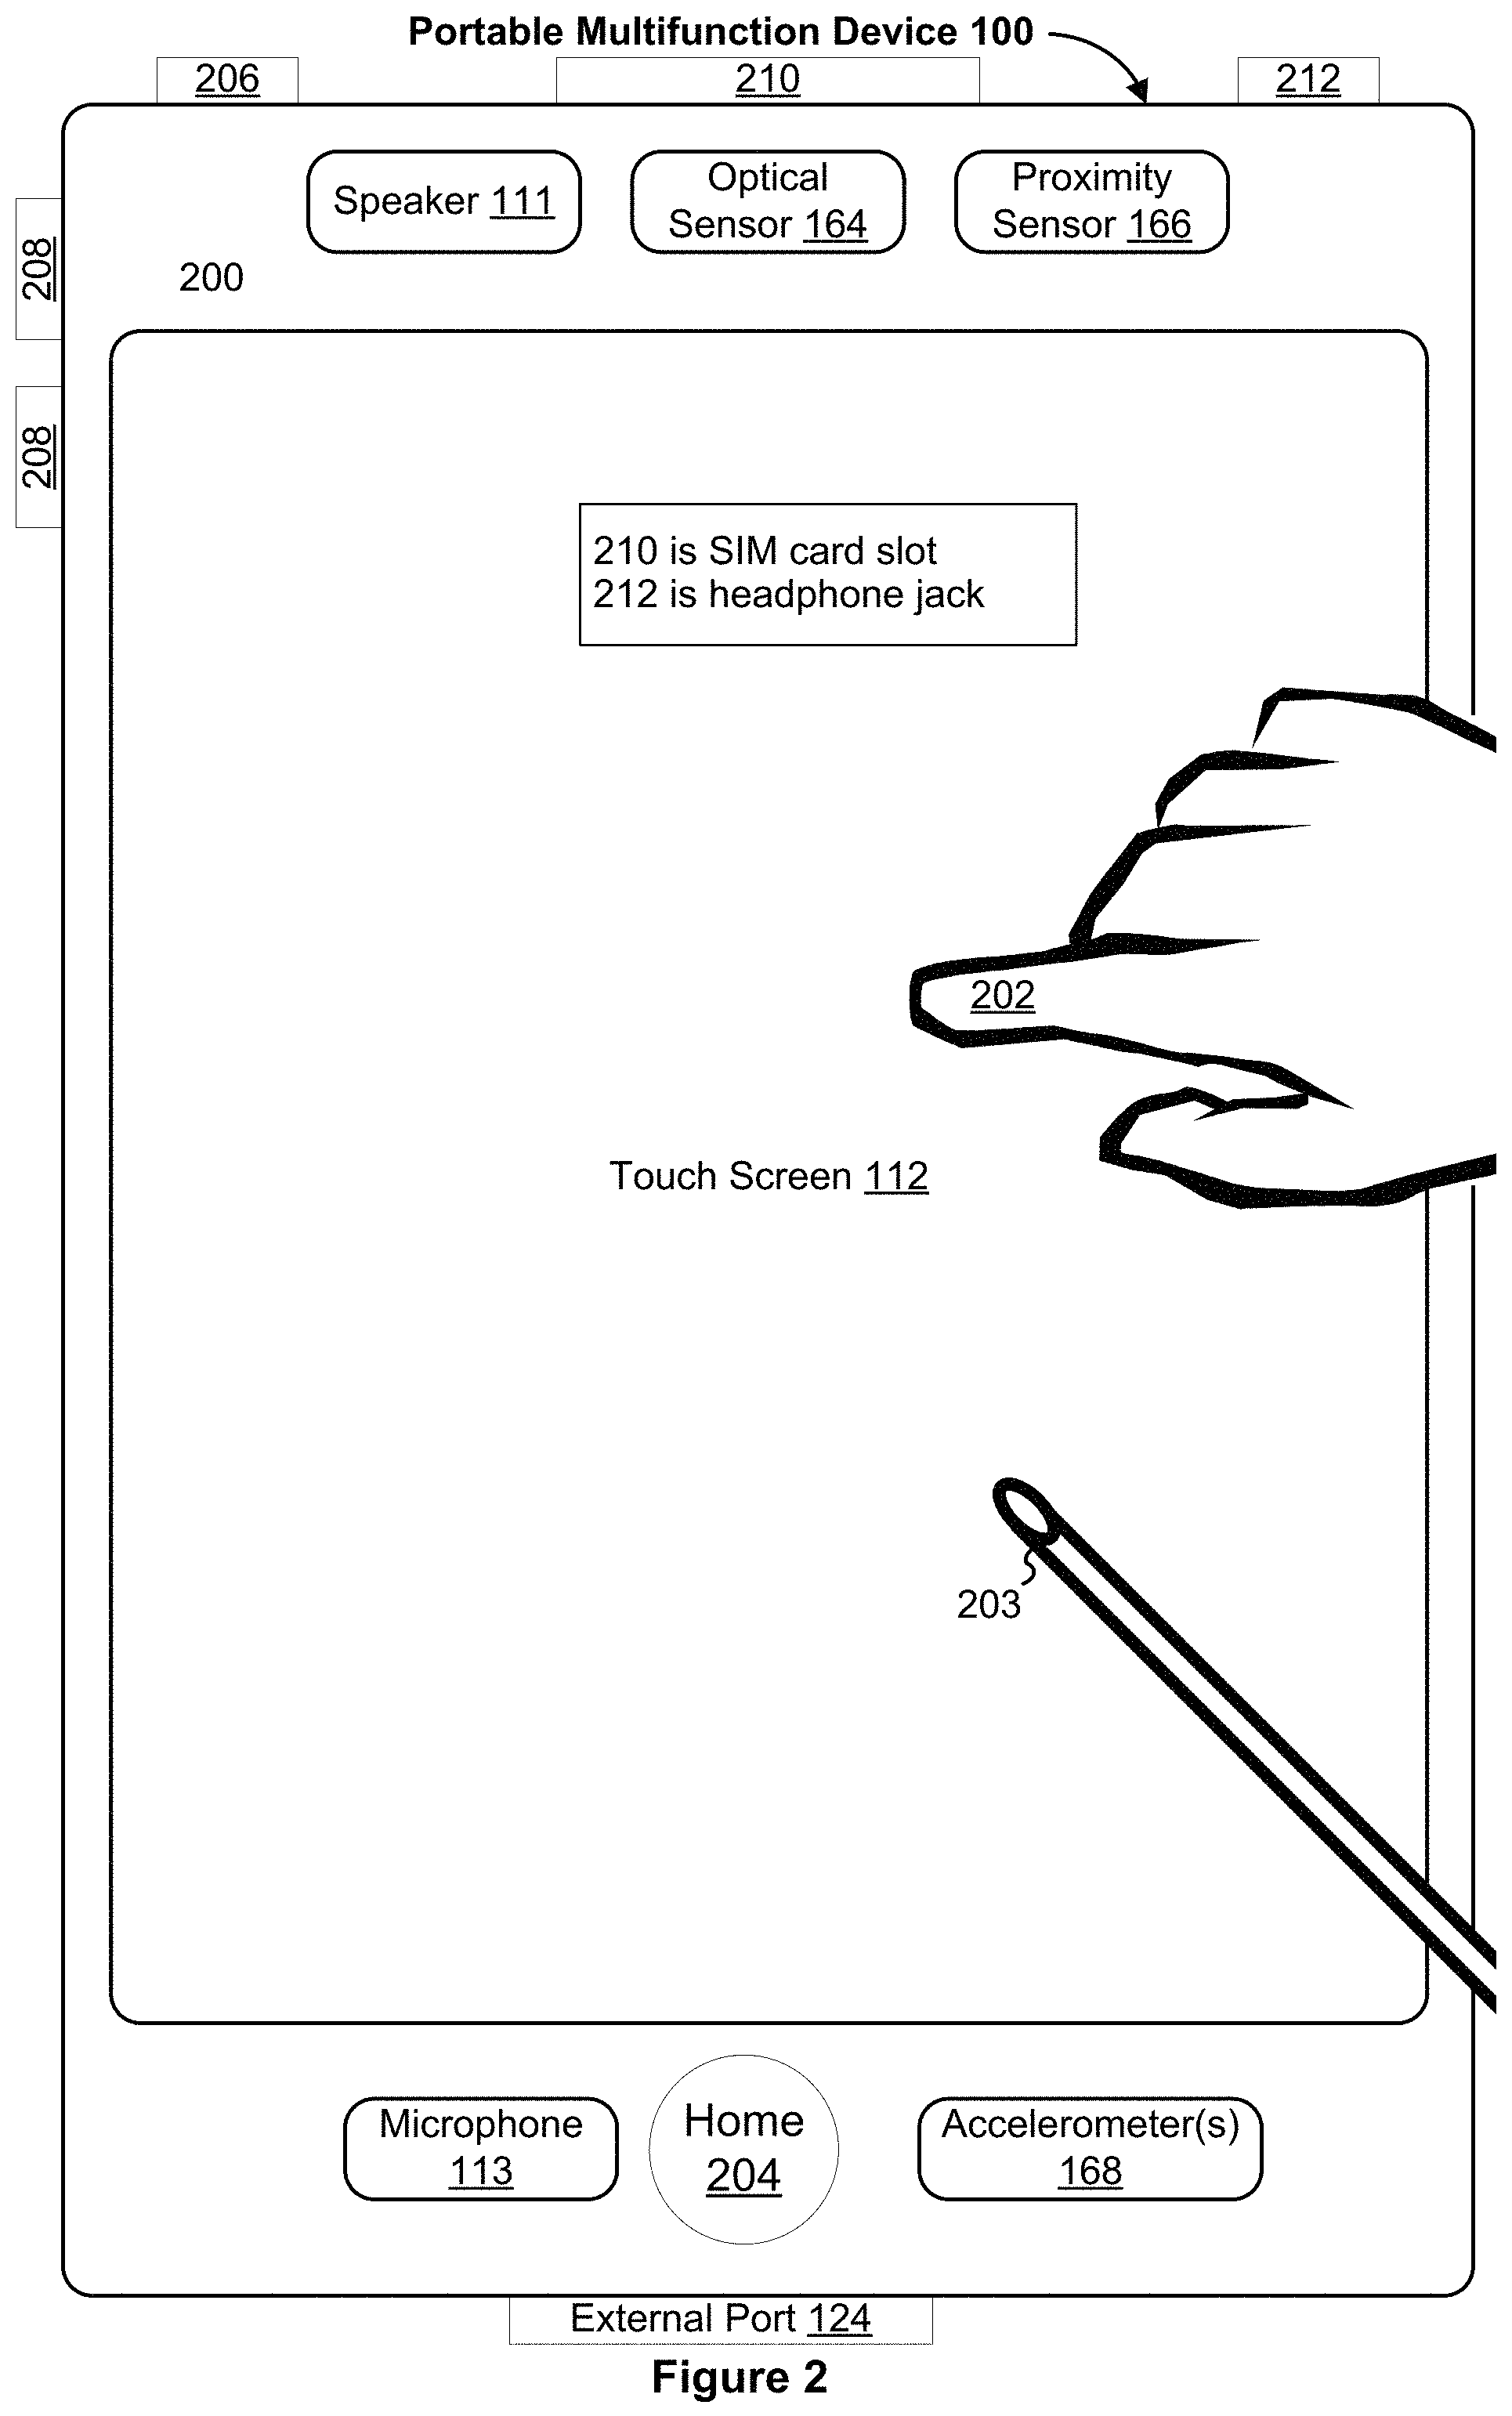 Portable Multifunction Device 100
206
210
212
Speaker 111
Optical
Sensor 164
Proximity
Sensor 166
208
200
208
210 is SIM card slot
212 is headphone jack
202
Touch Screen 112
203
Microphone
113
Home
204
Accelerometer(s)
168
External Port 124
Figure 2